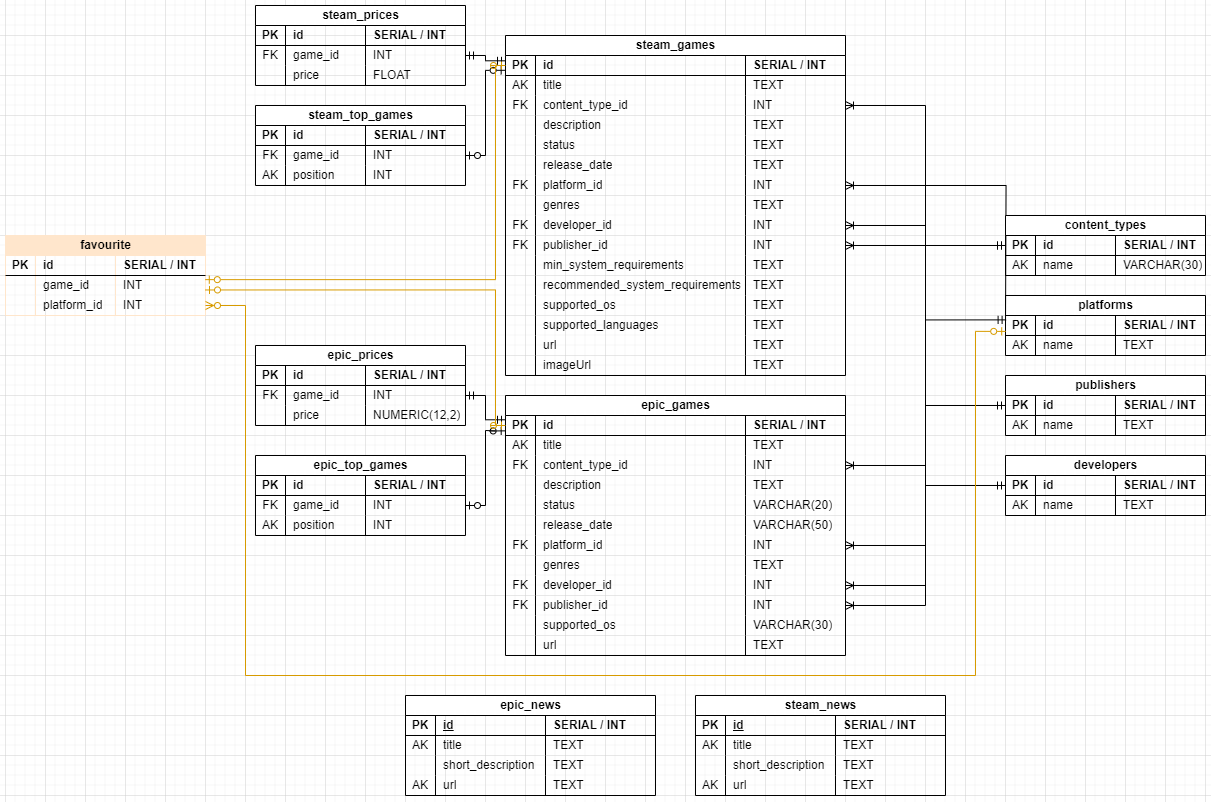 steam_prices
PK id SERIAL / INT
FK game_id INT
price FLOAT
steam_top_games
PK id SERIAL / INT
FK game_id INT
AK position INT
steam_games
PK id SERIAL / INT
AK title TEXT
FK content_type_id INT
description TEXT
status TEXT
release_date TEXT
FK platform_id INT
genres TEXT
FK developer_id INT
FK publisher_id INT
min_system_requirements TEXT
recommended_system_requirements TEXT
supported_os TEXT
supported_languages TEXT
url TEXT
imageUrl TEXT
favourite
PK id SERIAL / INT
game_id INT
platform_id INT
content_types
PK id SERIAL / INT
AK name VARCHAR(30)
platforms
PK id SERIAL / INT
AK name TEXT
publishers
PK id SERIAL / INT
AK name TEXT
developers
PK id SERIAL / INT
AK name TEXT
epic_prices
PK id SERIAL / INT
FK game_id INT
price NUMERIC(12,2)
epic_top_games
PK id SERIAL / INT
FK game_id INT
AK position INT
epic_games
PK id SERIAL / INT
AK title TEXT
FK content_type_id INT
description TEXT
status VARCHAR(20)
release_date VARCHAR(50)
FK platform_id INT
genres TEXT
FK developer_id INT
FK publisher_id INT
supported_os VARCHAR(30)
url TEXT
epic_news
PK id SERIAL / INT
AK title TEXT
short_description TEXT
AK url TEXT
steam_news
PK id SERIAL / INT
AK title TEXT
short_description TEXT
AK url TEXT